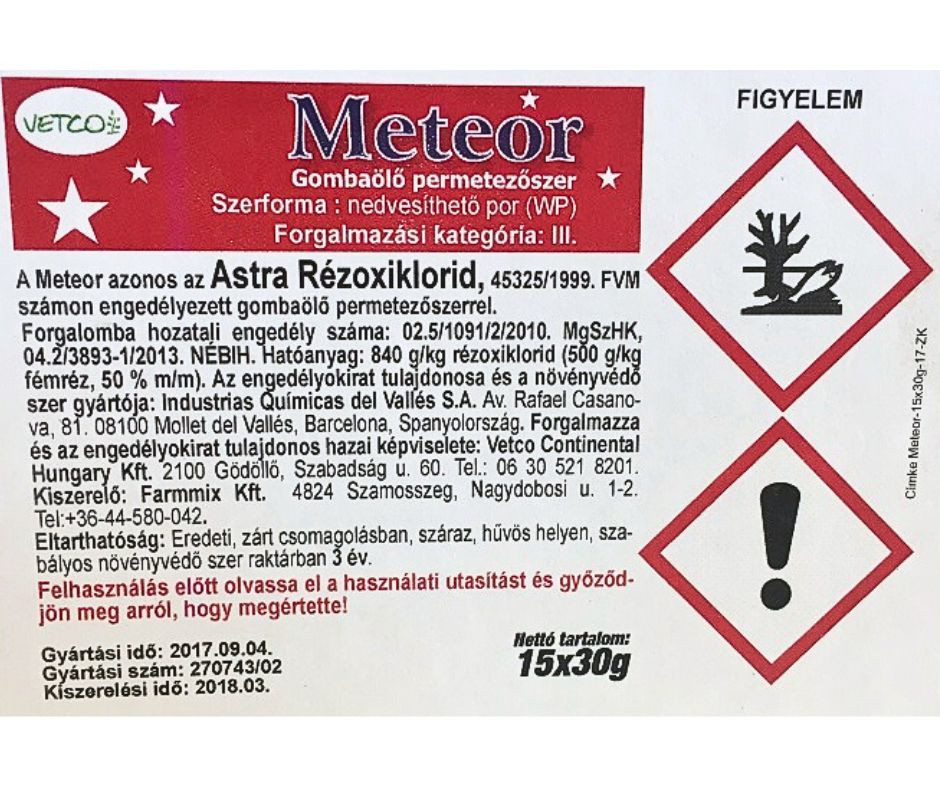 VETCO
Meteor
Gombaölő permetezőszer
Szerforma : nedvesíthető por (WP)
Forgalmazási kategória: III.
A Meteor azonos az Astra Rézoxiklorid, 45325/1999. FVM
számon engedélyezett gombaölő permetezőszerrel.
Forgalomba hozatali engedély száma: 02.5/1091/2/2010. MgSzHK,
04.2/3893-1/2013. NÉBIH. Hatóanyag: 840 g/kg rézoxiklorid (500 g/kg
fémréz, 50 % m/m). Az engedélyokirat tulajdonosa és a növényvédő
szer gyártója: Industrias Químicas del Vallés S.A. Av. Rafael Casano-
va, 81. 08100 Mollet del Vallés, Barcelona, Spanyolország. Forgalmazza
és az engedélyokirat tulajdonos hazai képviselete: Vetco Continental
Hungary Kft. 2100 Gödöllő, Szabadság u. 60. Tel.: 06 30 521 8201.
Kiszerelő: Farmmix Kft. 4824 Szamosszeg, Nagydobosi u. 1-2.
Tel:+36-44-580-042.
Eltarthatóság: Eredeti, zárt csomagolásban, száraz, hűvös helyen, sza-
bályos növényvédő szer raktárban 3 év.
Felhasználás előtt olvassa el a használati utasítást és győződ-
jön meg arról, hogy megértette!
Gyártási idő: 2017.09.04.
Gyártási szám: 270743/02
Kiszerelési idő: 2018.03.
Nettó tartalom:
15x30g
FIGYELEM
Címke Meteor-15x30g-17-ZK